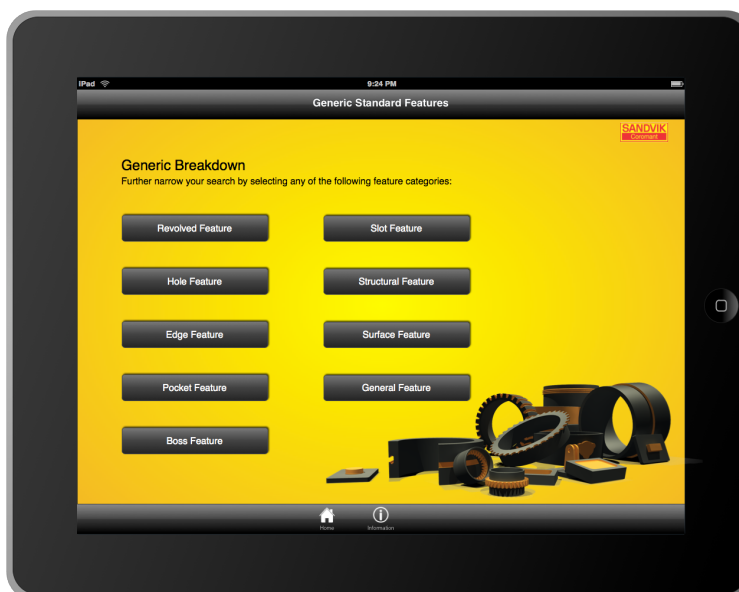 iPad
9:24 PM
Generic Standard Features
SANDVIK
Coromant
Generic Breakdown
Further narrow your search by selecting any of the following feature categories:
Revolved Feature
Slot Feature
Hole Feature
Structural Feature
Edge Feature
Surface Feature
Pocket Feature
General Feature
Boss Feature
Home
Information